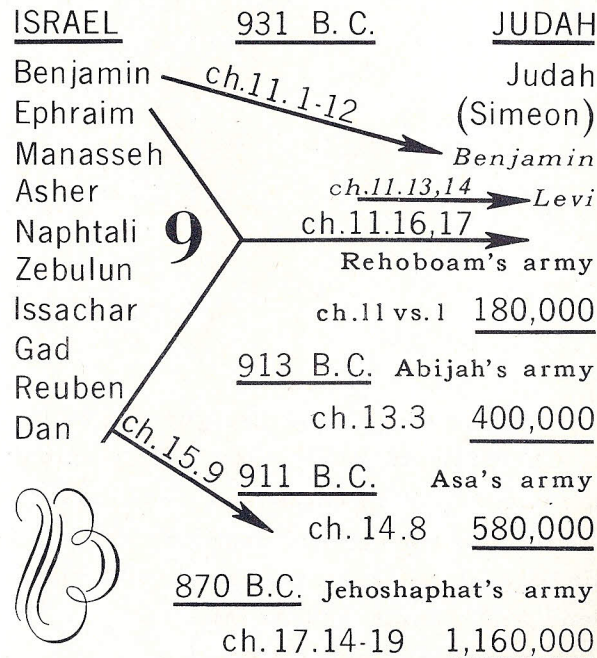 ISRAEL 931 B. C. JUDAH
Benjamin ch.11. 1-12 Judah
Ephraim (Simeon)
Manasseh Benjamin
Asher ch.11.13,14 Levi
Naphtali 9 ch.11.16,17
Zebulun Rehoboam's army
Issachar ch.11 vs.1 180,000
Gad 913 B.C. Abijah's army
Reuben
Dan ch.13.3 400,000
ch.15.9 911 B.C. Asa's army
ch. 14.8 580,000
870 B.C. Jehoshaphat's army
ch.17.14-19 1,160,000